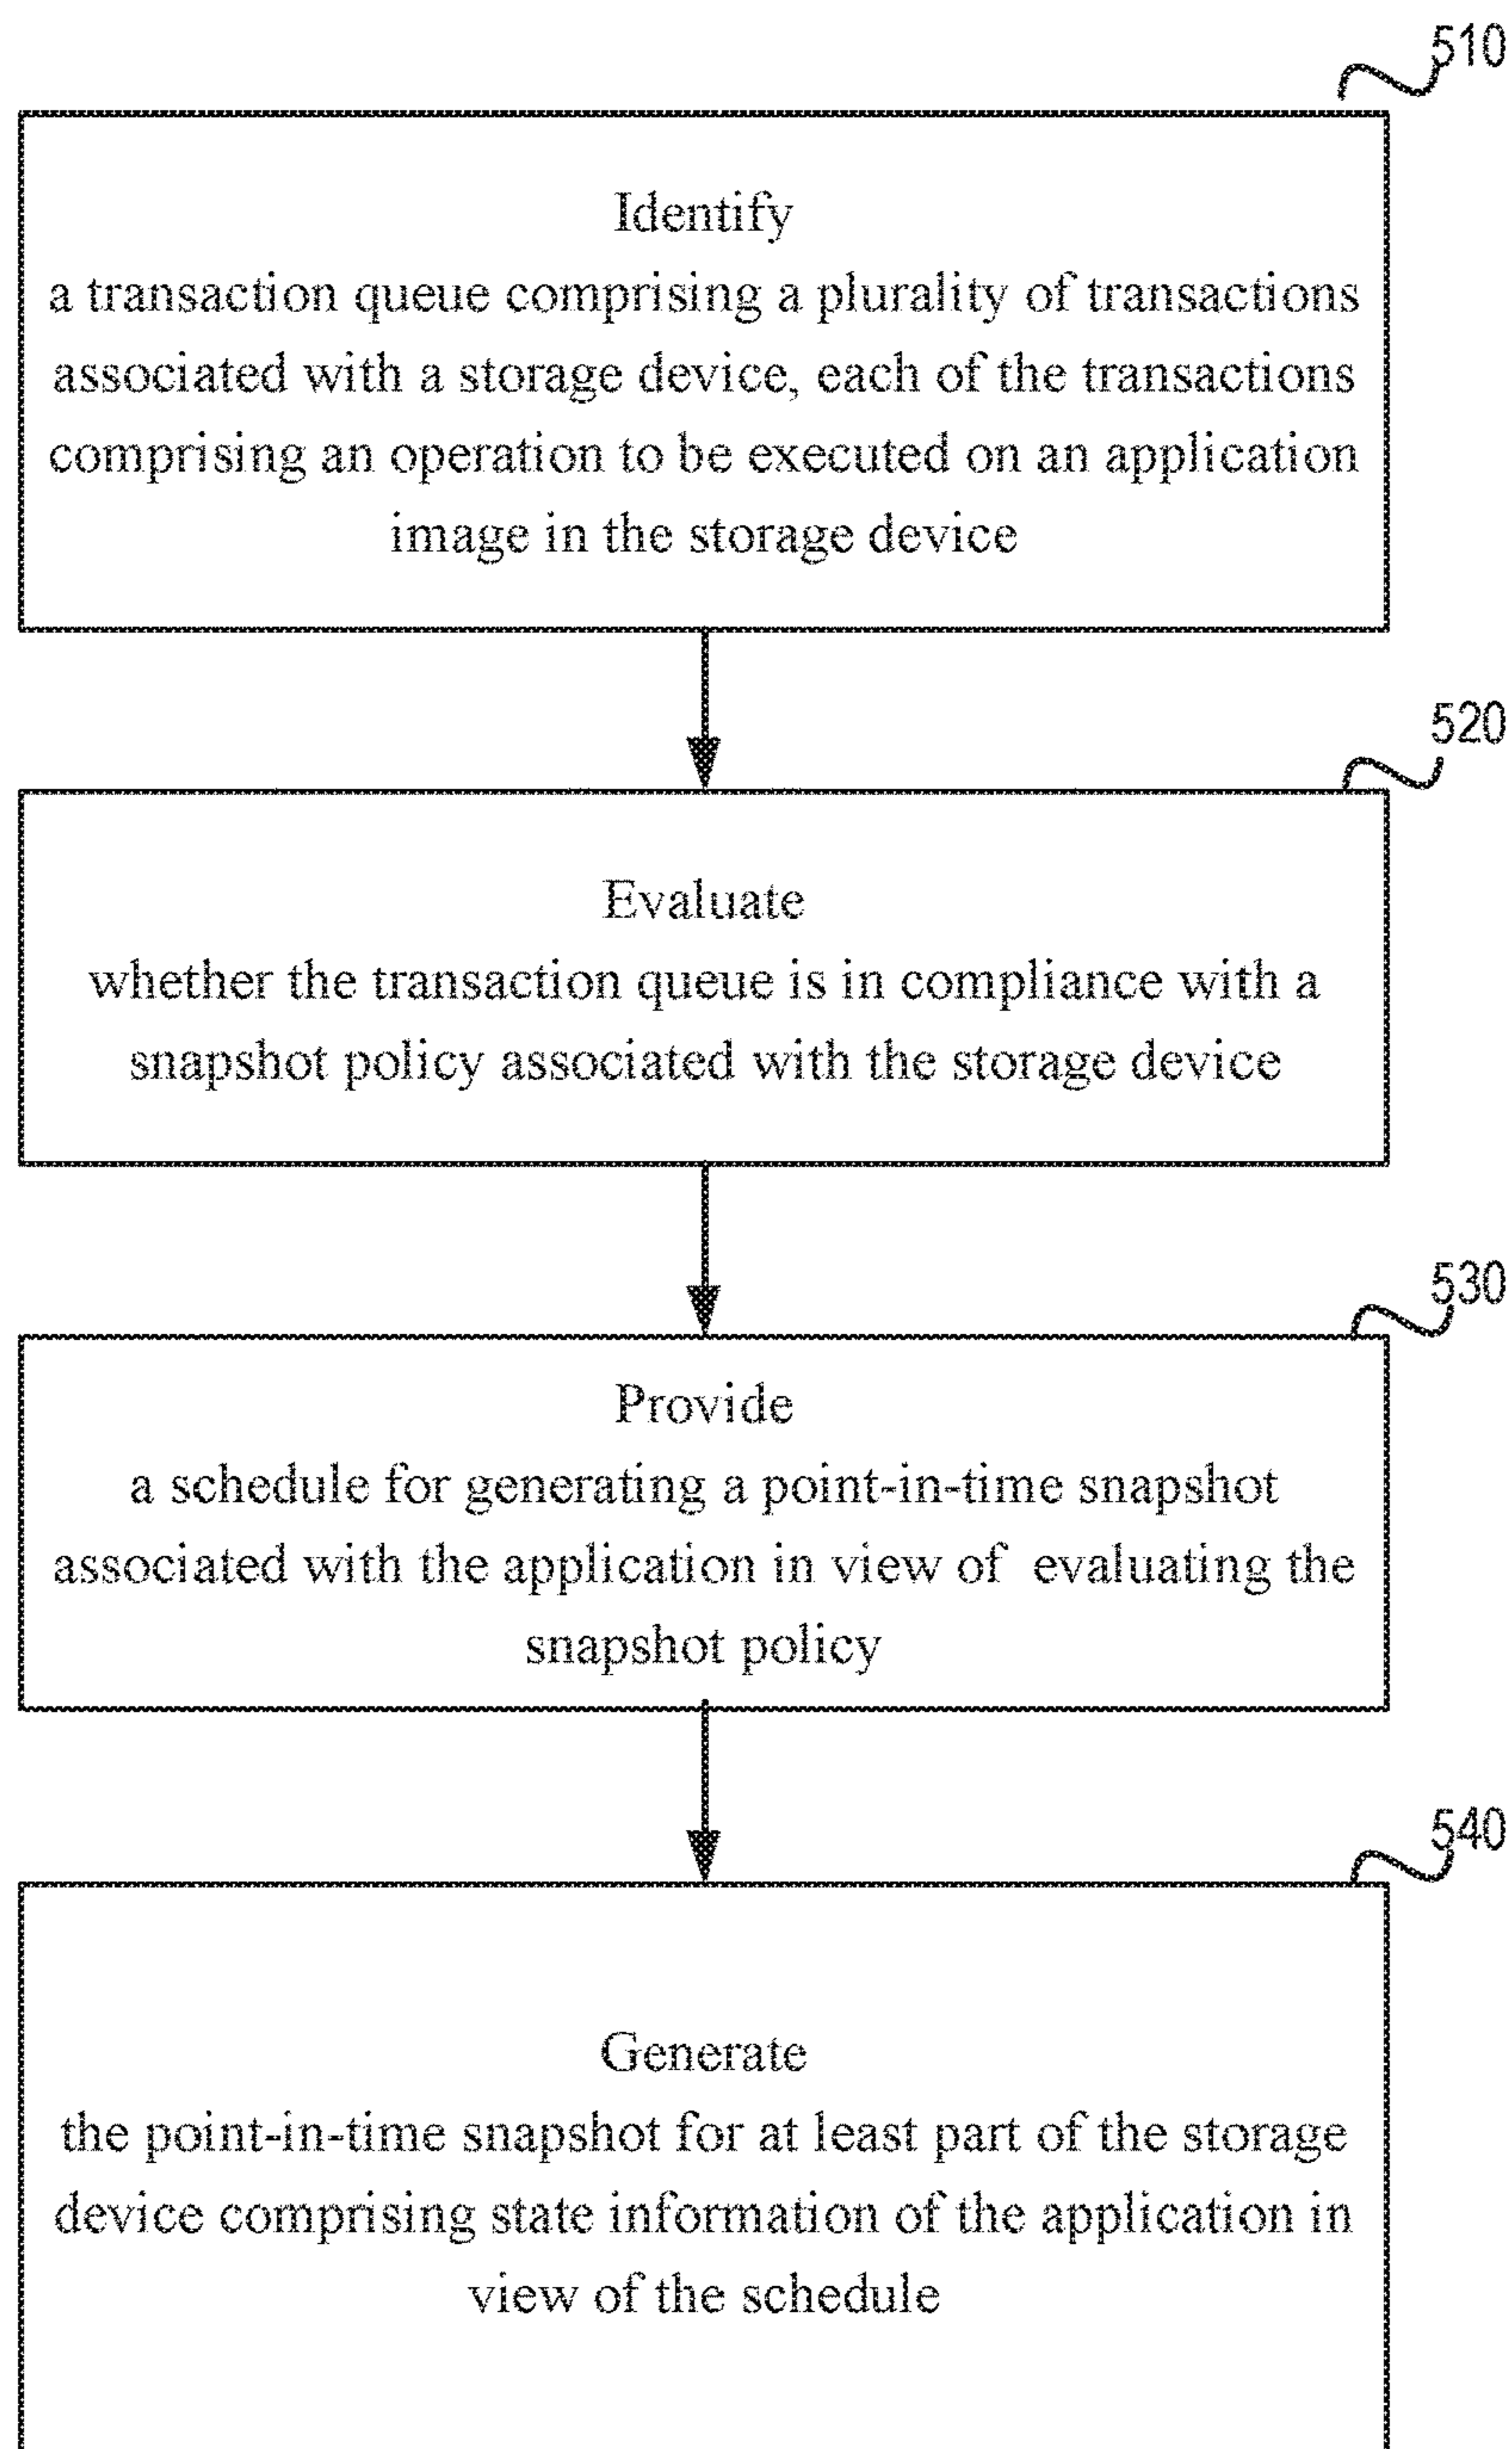 510
Identify
a transaction queue comprising a plurality of transactions
associated with a storage device, each of the transactions
comprising an operation to be executed on an application
image in the storage device
520
Evaluate
whether the transaction queue is in compliance with a
snapshot policy associated with the storage device
530
Provide
a schedule for generating a point-in-time snapshot
associated with the application in view of evaluating the
snapshot policy
540
Generate
the point-in-time snapshot for at least part of the storage
device comprising state information of the application in
view of the schedule